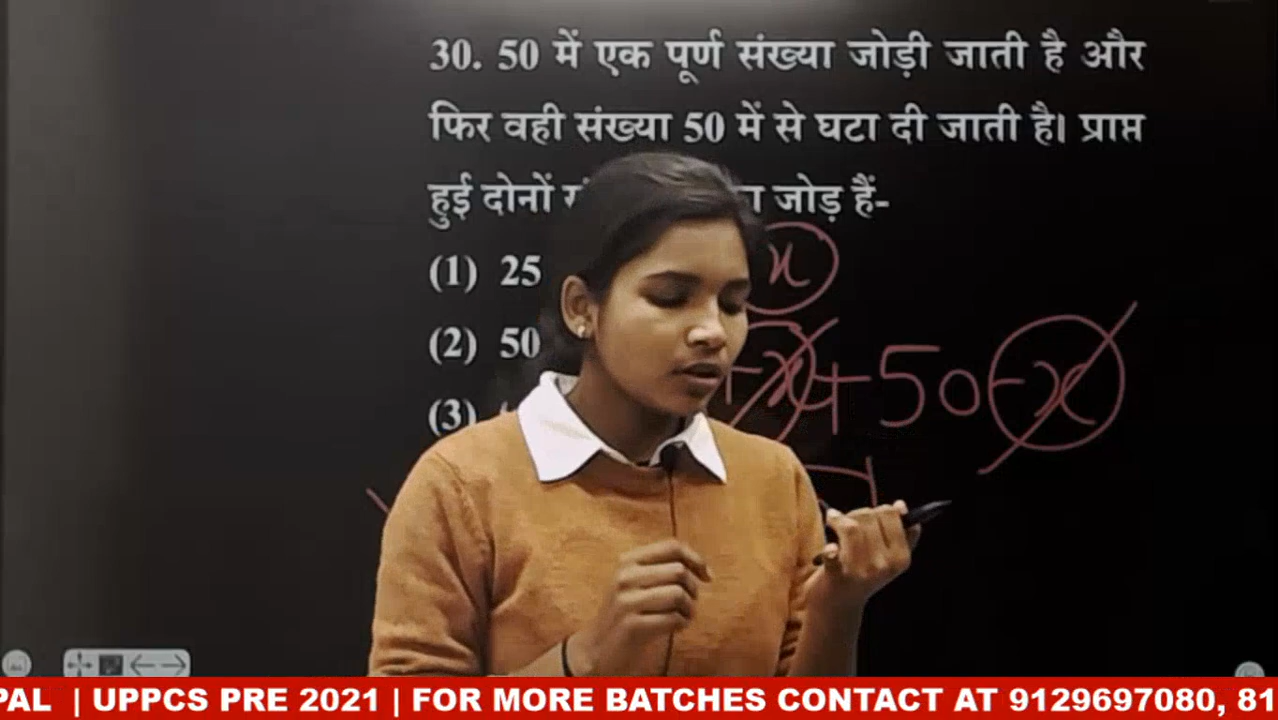 30. 50 में एक पूर्ण संख्या जोड़ी जाती है और
फिर वही संख्या 50 में से घटा दी जाती है। प्राप्त
हुई दोनों जोड़ हैं-
(1) 25
x
(2) 50
x + 50 - x
(3)
PAL | UPPCS PRE 2021 | FOR MORE BATCHES CONTACT AT 9129697080, 81